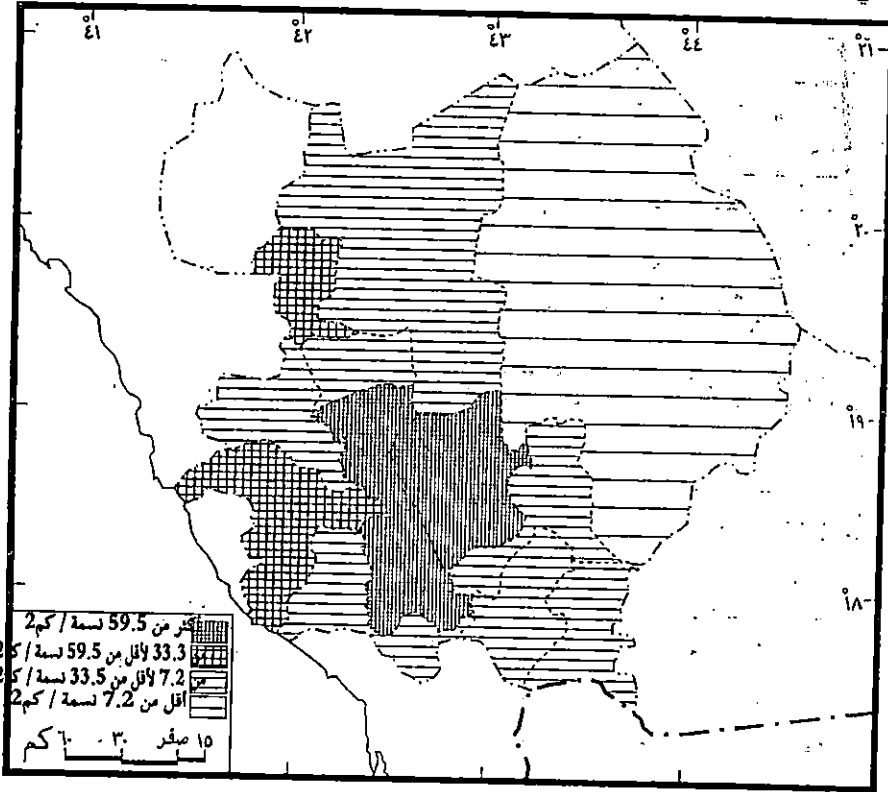 ٤١ ٤٢ ٤٣ ٤٤
٢١
٢٠
١٩
١٨
أكثر من 59.5 نسمة / كم2
33.3 لأقل من 59.5 نسمة / كم2
من 7.2 لأقل من 33.5 نسمة / كم2
أقل من 7.2 نسمة / كم2
١٥ صفر ٣٠ ٦٠ كم